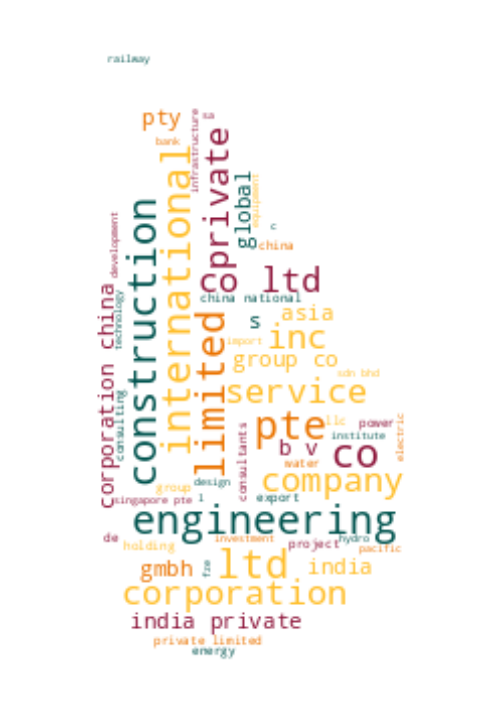 railway
pty
sa
bank
infrastructure
private
international
construction
global
equipment
c
china
development
co ltd
china national
corporation china
technology
limited
s
asia
inc
import
group co
sdn bhd
service
consulting
pte
llc
power
electric
institute
consultants
b v
co
water
company
group
design
singapore pte
l
export
engineering
de
holding
investment
project
hydro
pacific
gmbh
fze
ltd
india
corporation
india private
private limited
energy